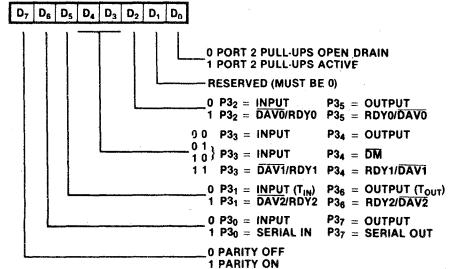 D7 D6 D5 D4 D3 D2 D1 D0
0 PORT 2 PULL-UPS OPEN DRAIN
1 PORT 2 PULL-UPS ACTIVE
RESERVED (MUST BE 0)
0 P32 = INPUT P35 = OUTPUT
1 P32 = DAV0/RDY0 P35 = RDY0/DAV0
0 0 P33 = INPUT P34 = OUTPUT
0 1
1 0 } P33 = INPUT P34 = DM
1 1 P33 = DAV1/RDY1 P34 = RDY1/DAV1
0 P31 = INPUT (TIN) P36 = OUTPUT (TOUT)
1 P31 = DAV2/RDY2 P36 = RDY2/DAV2
0 P30 = INPUT P37 = OUTPUT
1 P30 = SERIAL IN P37 = SERIAL OUT
0 PARITY OFF
1 PARITY ON